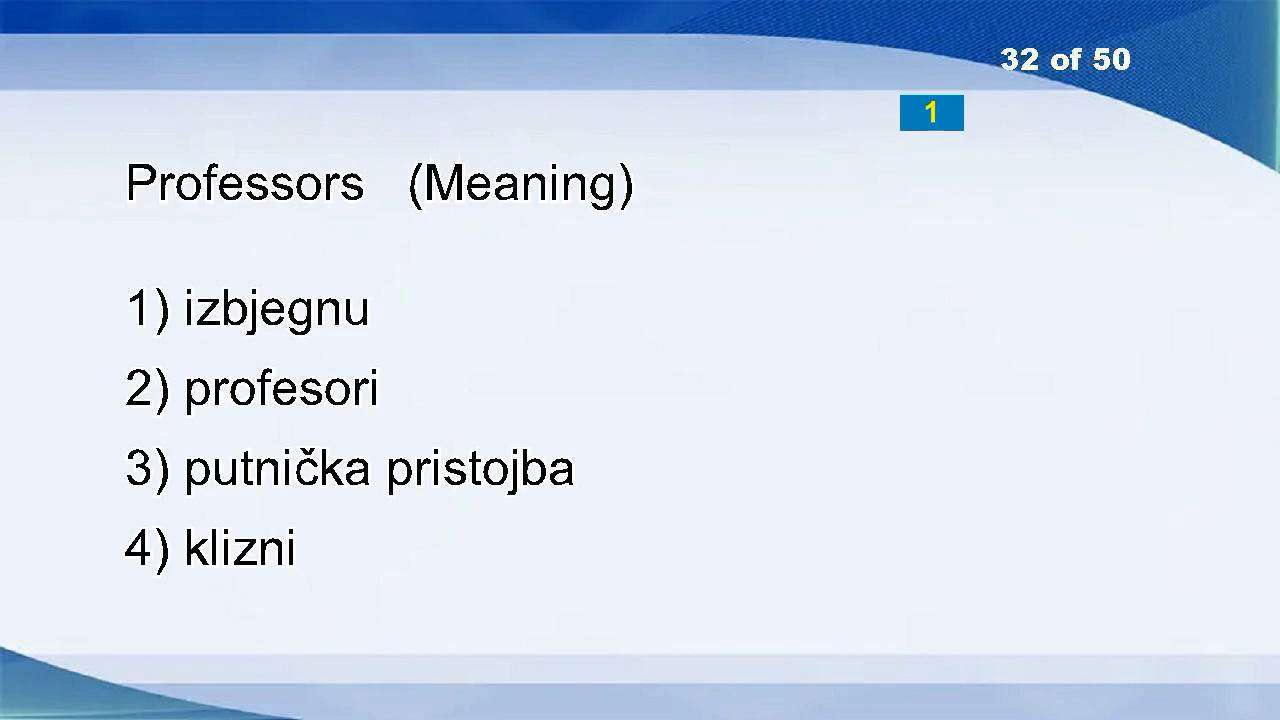 32 of 50
1
Professors (Meaning)
1) izbjegnu
2) profesori
3) putnička pristojba
4) klizni